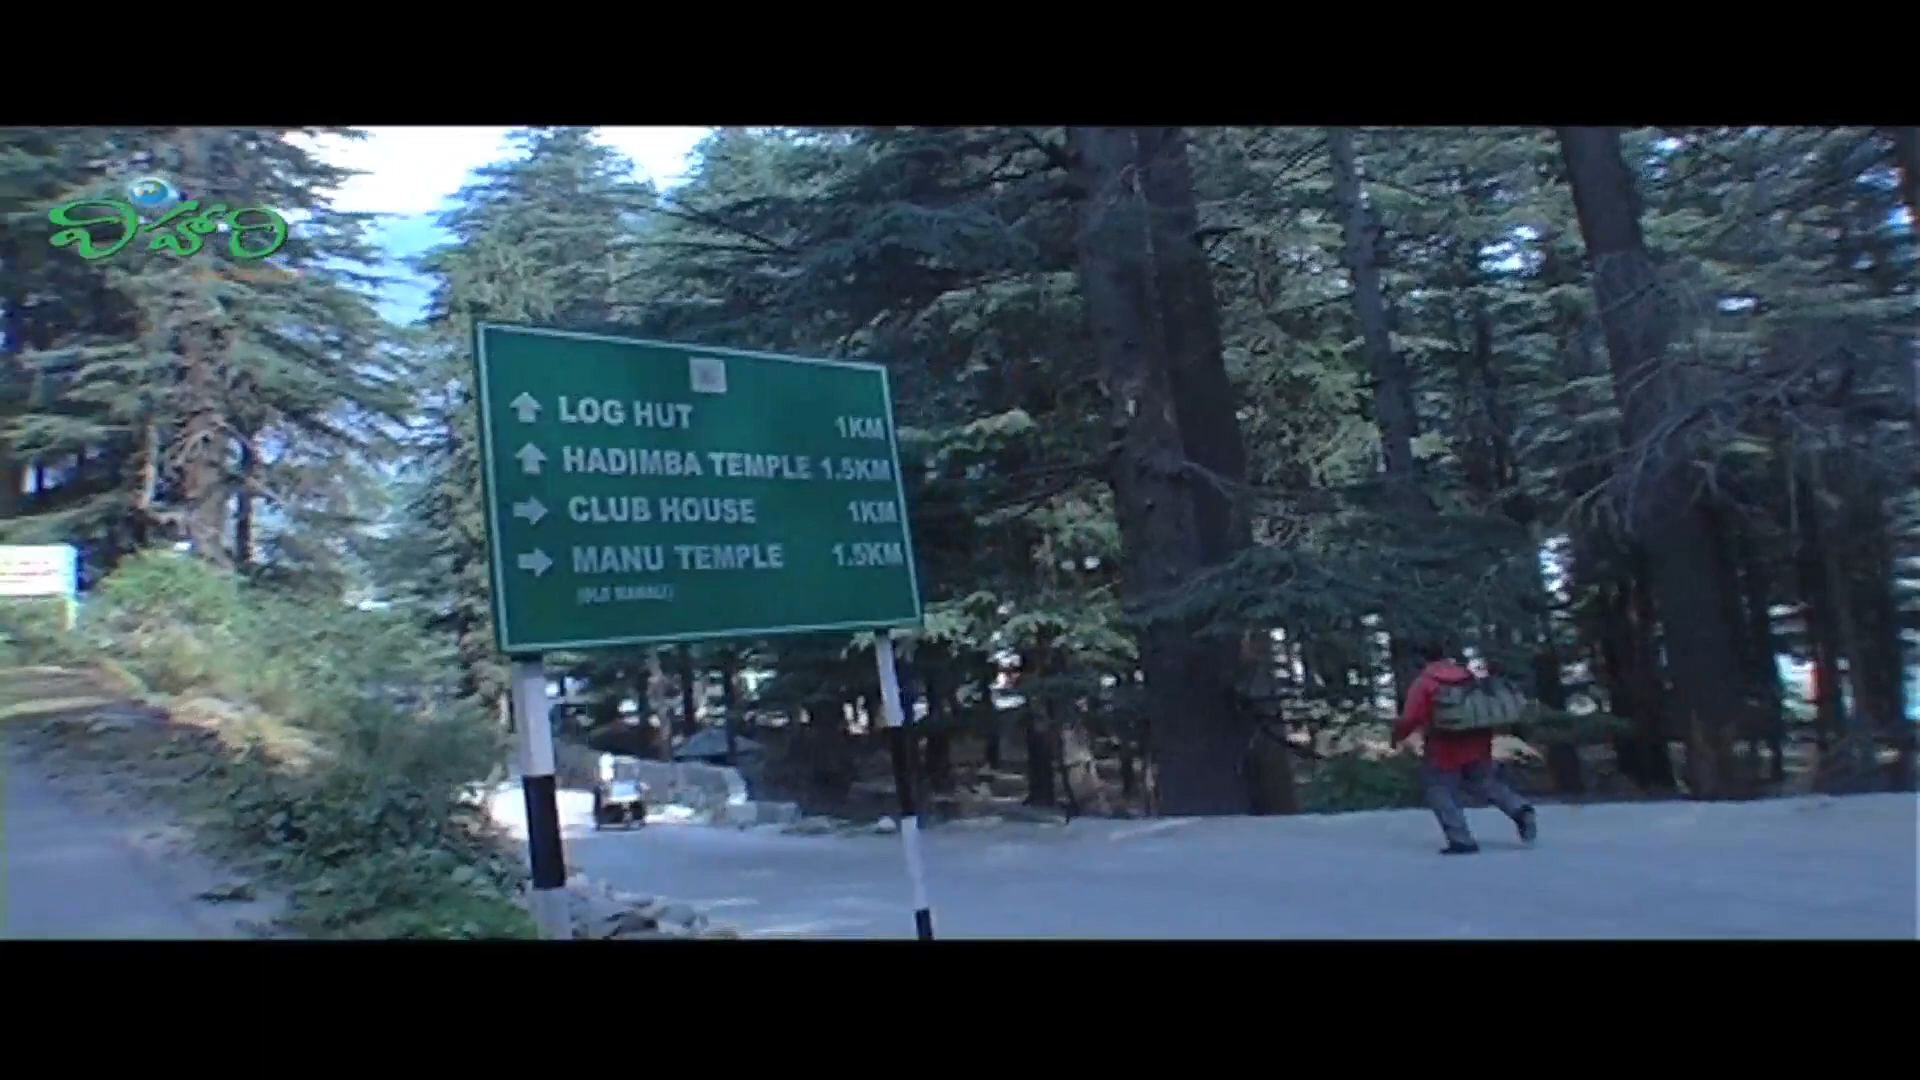 విహారి
LOG HUT 1KM
HADIMBA TEMPLE 1.5KM
CLUB HOUSE 1KM
MANU TEMPLE 1.5KM
(OLD MANALI)